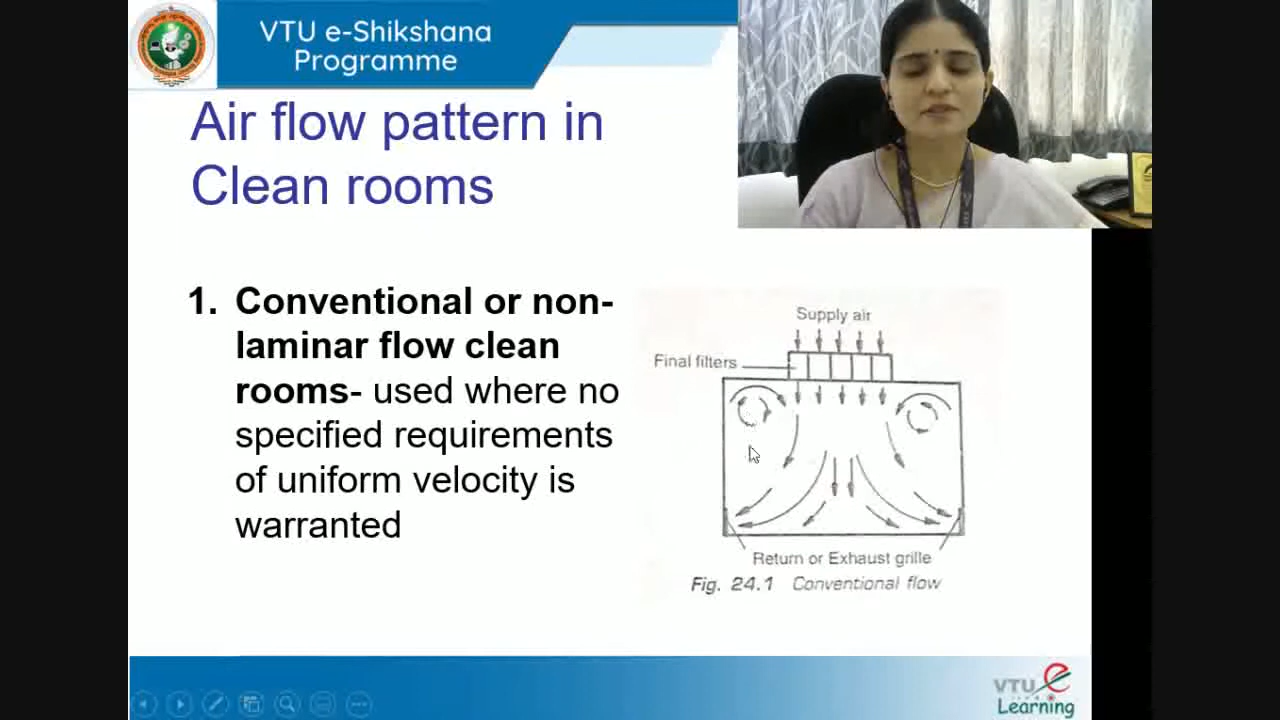 VTU e-Shikshana
Programme
Air flow pattern in
Clean rooms
1. Conventional or non-
laminar flow clean
rooms- used where no
specified requirements
of uniform velocity is
warranted
Supply air
Final filters
Return or Exhaust grille
Fig. 24.1 Conventional flow
VTU e
Learning